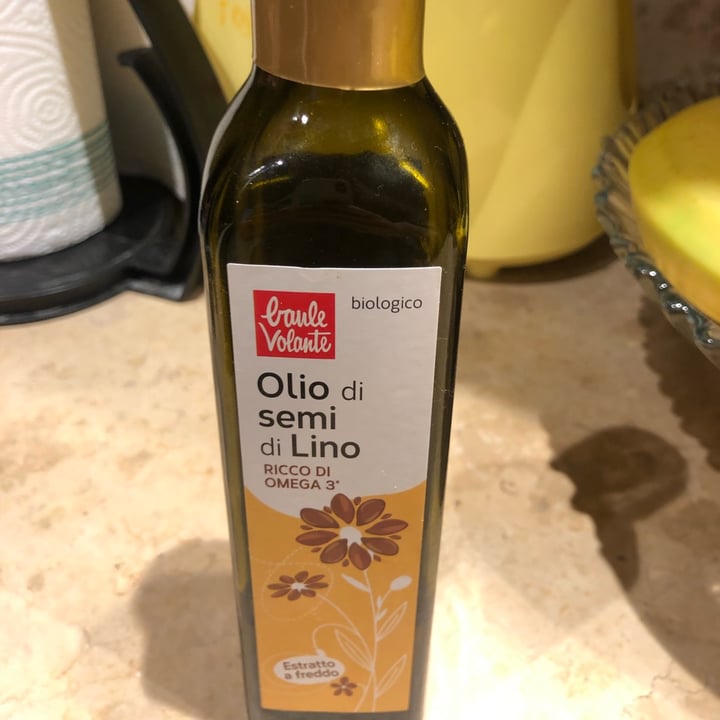 baule
Volante
biologico
Olio di
semi
di Lino
RICCO DI
OMEGA 3*
Estratto
a freddo